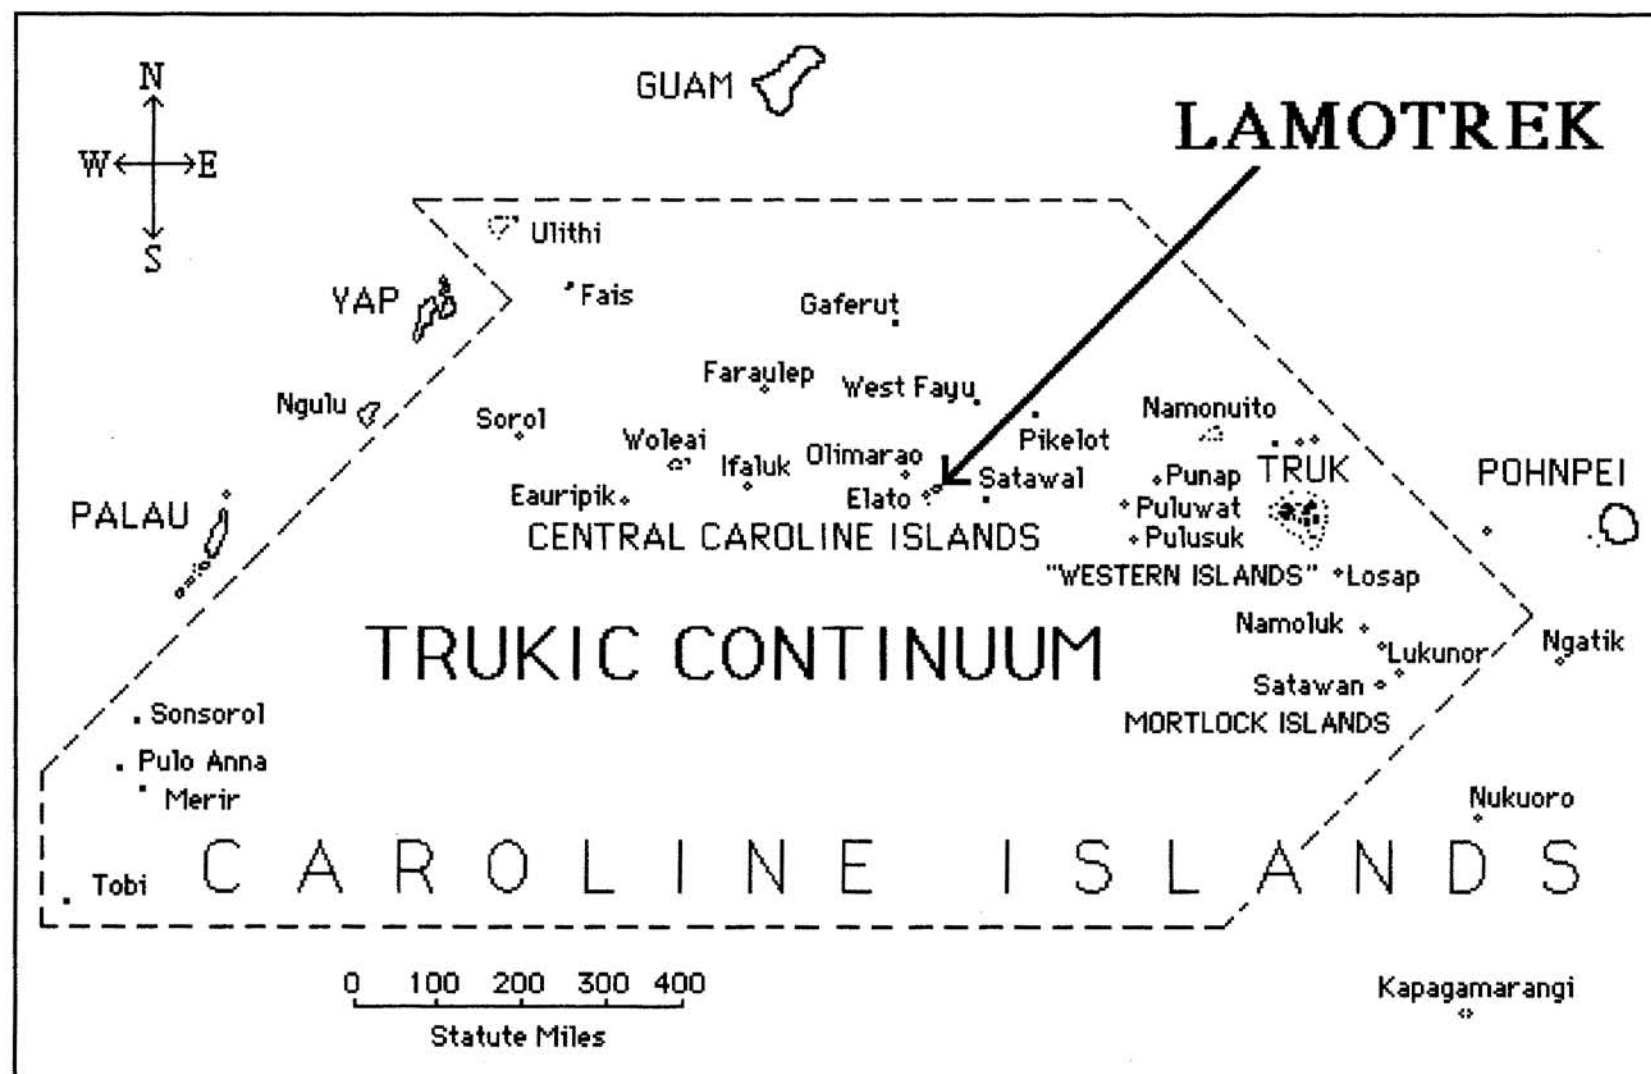 N
GUAM
LAMOTREK
W
E
S
Ulithi
YAP
Fais
Gaferut
Faraulep
West Fayu
Ngulu
Sorol
Namonuito
Woleai
Pikelot
Olimarao
Ifaluk
TRUK
POHNPEI
Punap
Satawal
Eauripik
Elato
Puluwat
PALAU
CENTRAL CAROLINE ISLANDS
Pulusuk
"WESTERN ISLANDS"
Losap
Namoluk
TRUKIC CONTINUUM
Ngatik
Lukunor
Satawan
Sonsorol
MORTLOCK ISLANDS
Pulo Anna
Merir
Nukuoro
CAROLINE ISLANDS
Tobi
0 100 200 300 400
Statute Miles
Kapagamarangi